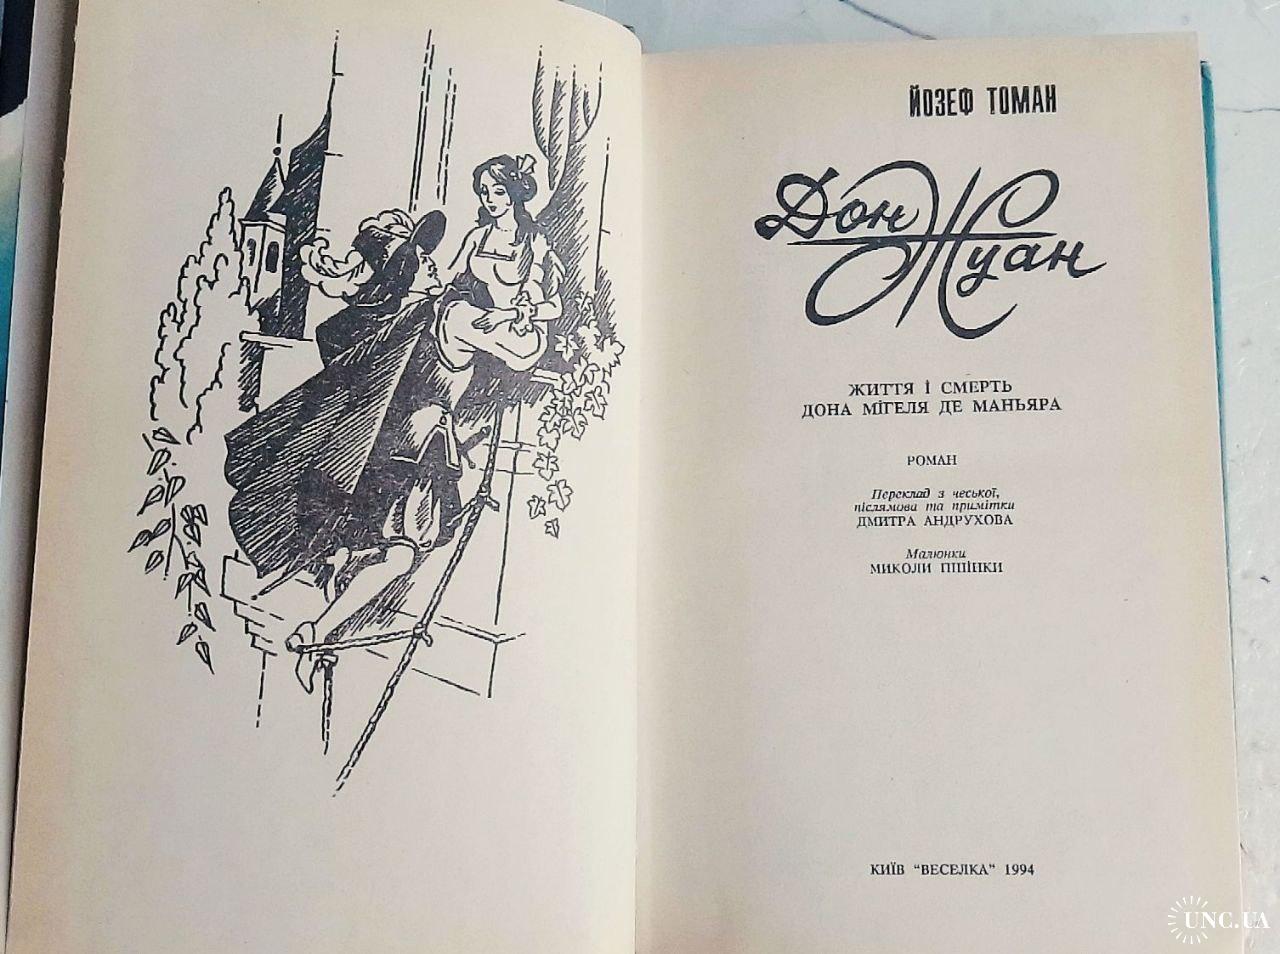 ЙОЗЕФ ТОМАН
Дон Жуан
ЖИТТЯ І СМЕРТЬ
ДОНА МІГЕЛЯ ДЕ МАНЬЯРА
РОМАН
Переклад з чеської,
післямова та примітки
ДМИТРА АНДРУХОВА
Малюнки
МИКОЛИ ПШІНКИ
КИЇВ "ВЕСЕЛКА" 1994
UNC.UA